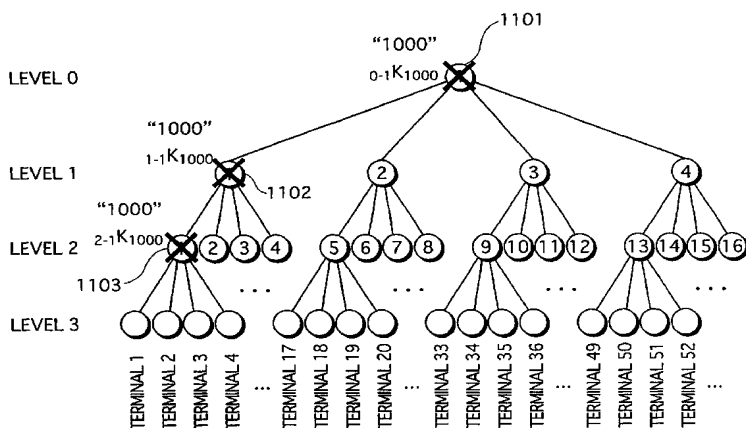 1101
"1000"
LEVEL 0
0-1K1000
"1000"
1-1K1000
LEVEL 1
2 3 4
1102
"1000"
2-1K1000
LEVEL 2
2 3 4 5 6 7 8 9 10 11 12 13 14 15 16
1103
... ... ... ...
LEVEL 3
TERMINAL 1
TERMINAL 2
TERMINAL 3
TERMINAL 4
...
TERMINAL 17
TERMINAL 18
TERMINAL 19
TERMINAL 20
...
TERMINAL 33
TERMINAL 34
TERMINAL 35
TERMINAL 36
...
TERMINAL 49
TERMINAL 50
TERMINAL 51
TERMINAL 52
...